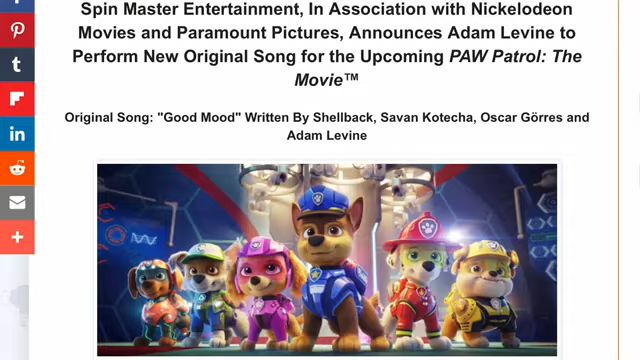 Spin Master Entertainment, In Association with Nickelodeon
Movies and Paramount Pictures, Announces Adam Levine to
Perform New Original Song for the Upcoming PAW Patrol: The
Movie™
Original Song: "Good Mood" Written By Shellback, Savan Kotecha, Oscar Görres and
Adam Levine